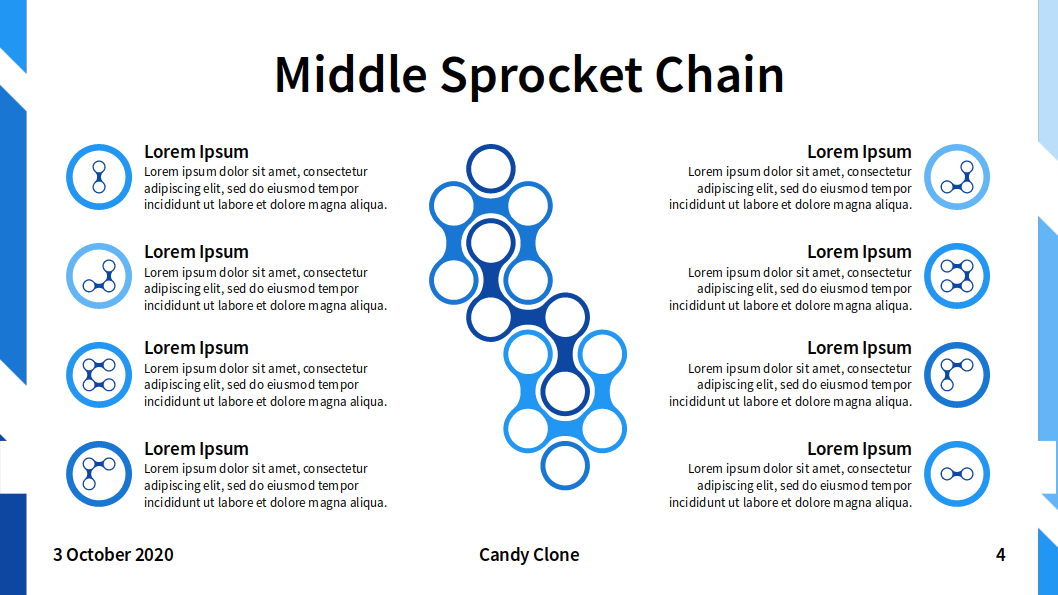 Middle Sprocket Chain
Lorem Ipsum
Lorem ipsum dolor sit amet, consectetur
adipiscing elit, sed do eiusmod tempor
incididunt ut labore et dolore magna aliqua.
Lorem Ipsum
Lorem ipsum dolor sit amet, consectetur
adipiscing elit, sed do eiusmod tempor
incididunt ut labore et dolore magna aliqua.
Lorem Ipsum
Lorem ipsum dolor sit amet, consectetur
adipiscing elit, sed do eiusmod tempor
incididunt ut labore et dolore magna aliqua.
Lorem Ipsum
Lorem ipsum dolor sit amet, consectetur
adipiscing elit, sed do eiusmod tempor
incididunt ut labore et dolore magna aliqua.
Lorem Ipsum
Lorem ipsum dolor sit amet, consectetur
adipiscing elit, sed do eiusmod tempor
incididunt ut labore et dolore magna aliqua.
Lorem Ipsum
Lorem ipsum dolor sit amet, consectetur
adipiscing elit, sed do eiusmod tempor
incididunt ut labore et dolore magna aliqua.
Lorem Ipsum
Lorem ipsum dolor sit amet, consectetur
adipiscing elit, sed do eiusmod tempor
incididunt ut labore et dolore magna aliqua.
Lorem Ipsum
Lorem ipsum dolor sit amet, consectetur
adipiscing elit, sed do eiusmod tempor
incididunt ut labore et dolore magna aliqua.
3 October 2020
Candy Clone
4